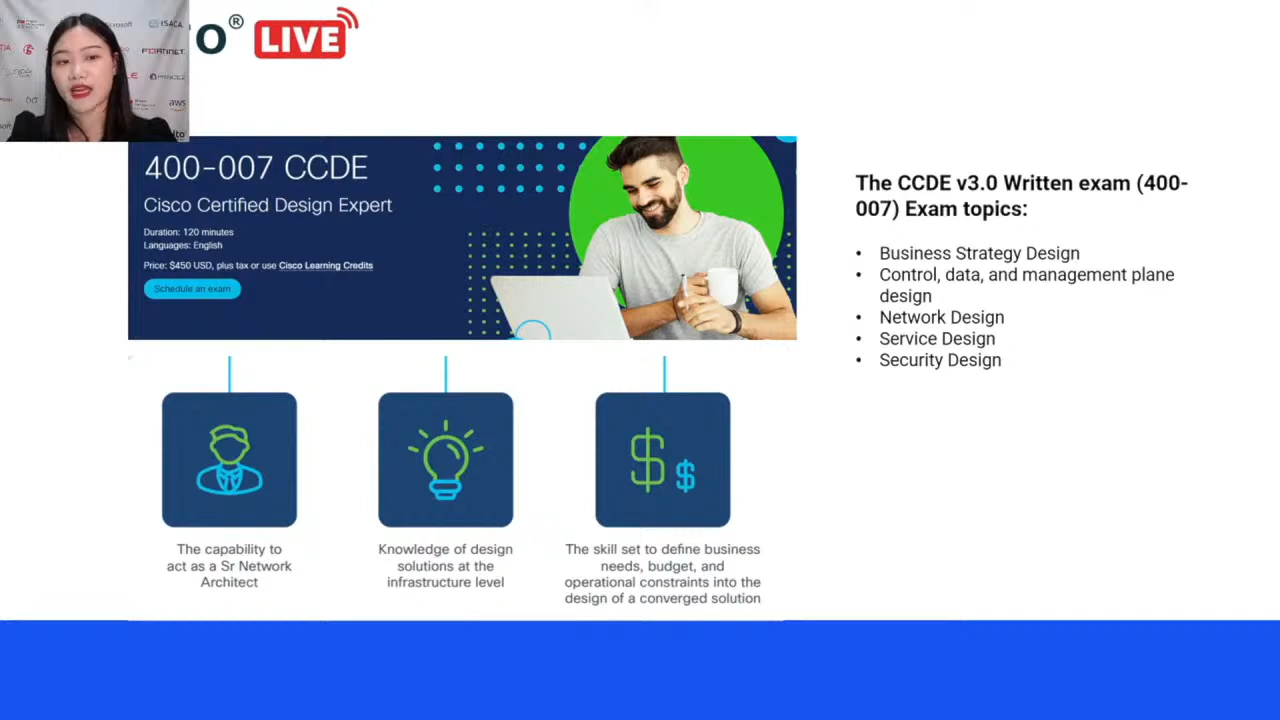 O®
LIVE
ISACA
FORTINET
PRINCE2
aws
400-007 CCDE
Cisco Certified Design Expert
Duration: 120 minutes
Languages: English
Price: $450 USD, plus tax or use Cisco Learning Credits
Schedule an exam
The CCDE v3.0 Written exam (400-
007) Exam topics:
• Business Strategy Design
• Control, data, and management plane
design
• Network Design
• Service Design
• Security Design
The capability to
act as a Sr Network
Architect
Knowledge of design
solutions at the
infrastructure level
The skill set to define business
needs, budget, and
operational constraints into the
design of a converged solution